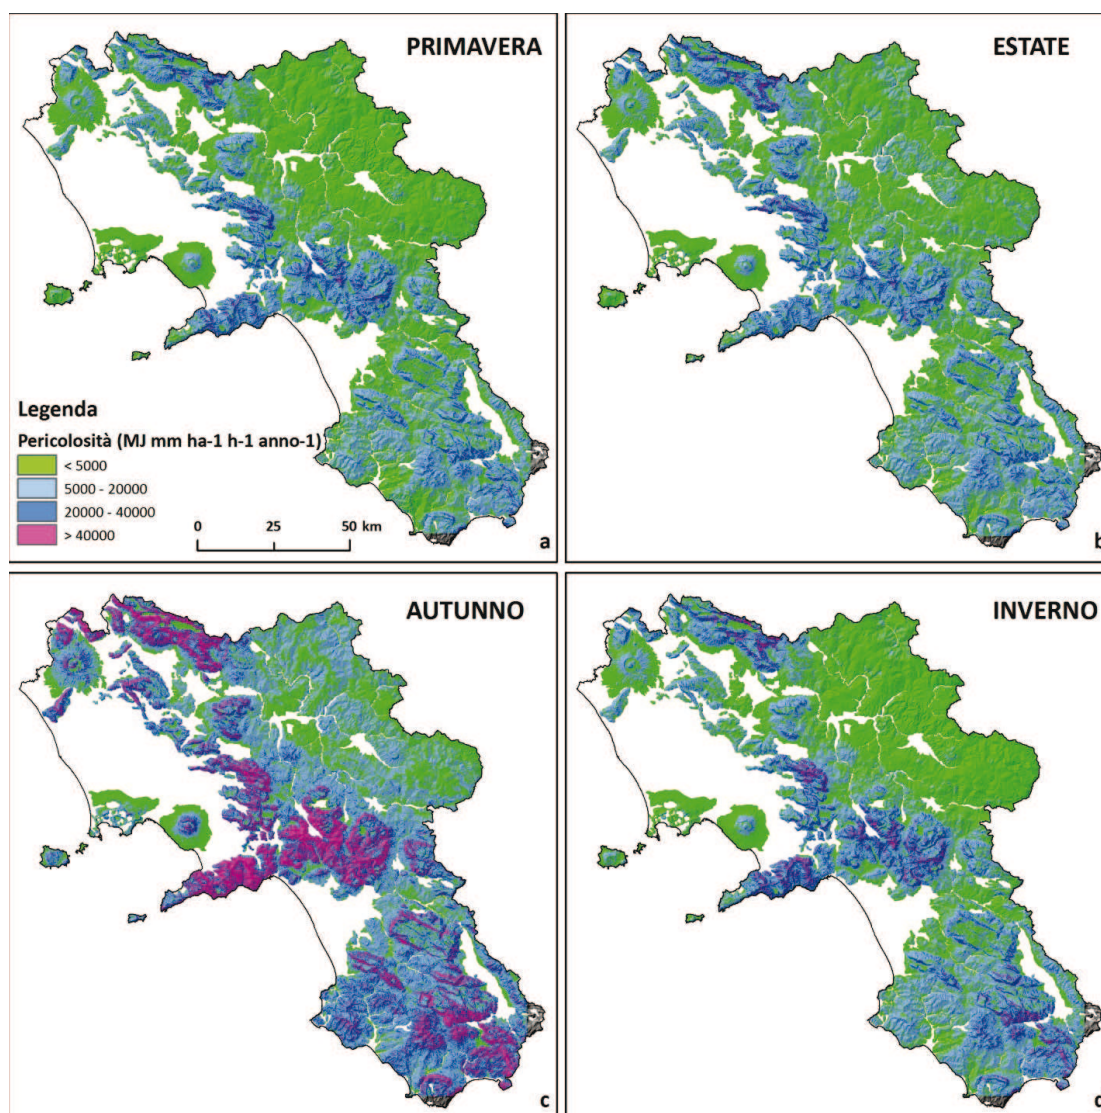 PRIMAVERA
Legenda
Pericolosità (MJ mm ha-1 h-1 anno-1)
< 5000
5000 - 20000
20000 - 40000
> 40000
0 25 50 km
a
ESTATE
b
AUTUNNO
c
INVERNO
d